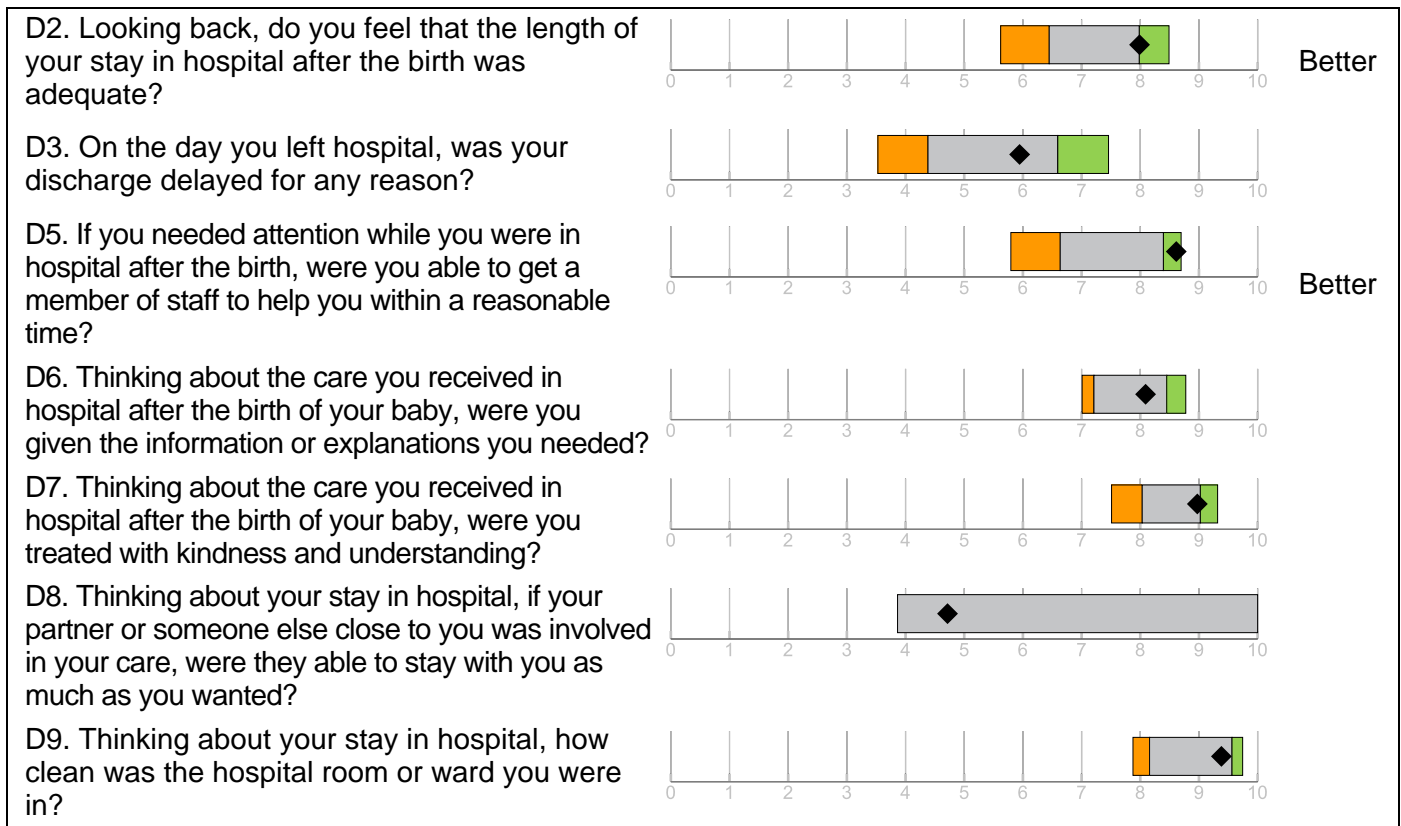 D2. Looking back, do you feel that the length of
your stay in hospital after the birth was
adequate?
0 1 2 3 4 5 6 7 8 9 10
Better
D3. On the day you left hospital, was your
discharge delayed for any reason?
0 1 2 3 4 5 6 7 8 9 10
D5. If you needed attention while you were in
hospital after the birth, were you able to get a
member of staff to help you within a reasonable
time?
0 1 2 3 4 5 6 7 8 9 10
Better
D6. Thinking about the care you received in
hospital after the birth of your baby, were you
given the information or explanations you needed?
0 1 2 3 4 5 6 7 8 9 10
D7. Thinking about the care you received in
hospital after the birth of your baby, were you
treated with kindness and understanding?
0 1 2 3 4 5 6 7 8 9 10
D8. Thinking about your stay in hospital, if your
partner or someone else close to you was involved
in your care, were they able to stay with you as
much as you wanted?
0 1 2 3 4 5 6 7 8 9 10
D9. Thinking about your stay in hospital, how
clean was the hospital room or ward you were
in?
0 1 2 3 4 5 6 7 8 9 10